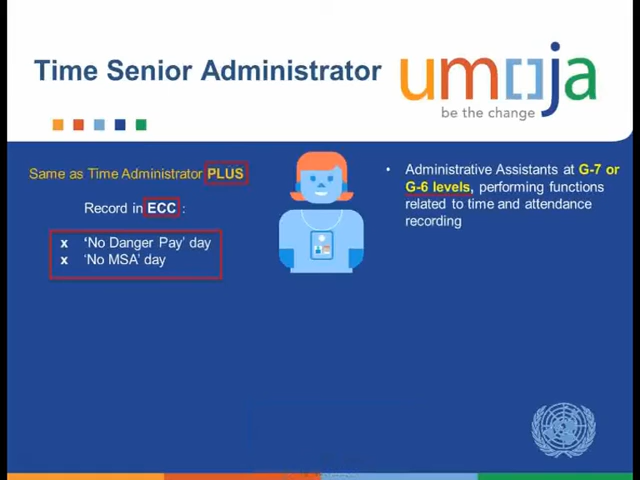 Time Senior Administrator
umoja
be the change
Same as Time Administrator PLUS
Record in ECC :
x 'No Danger Pay' day
x 'No MSA' day
• Administrative Assistants at G-7 or
G-6 levels, performing functions
related to time and attendance
recording